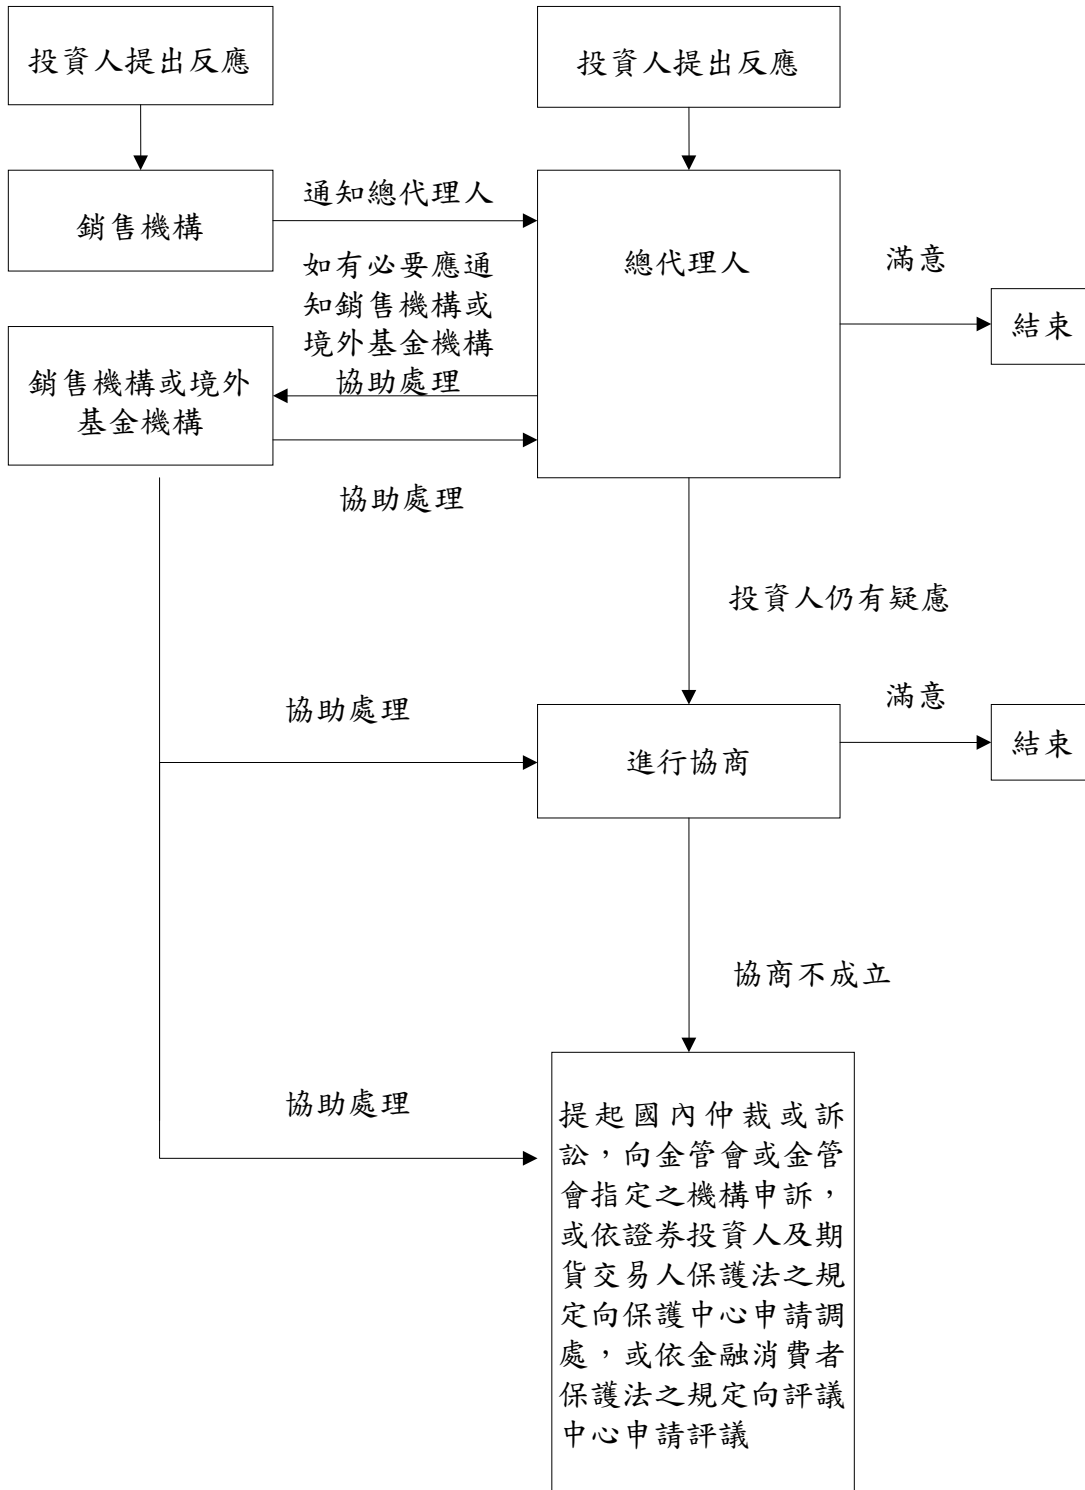 投資人提出反應
投資人提出反應
銷售機構
通知總代理人
總代理人
滿意
結束
如有必要應通
知銷售機構或
境外基金機構
協助處理
銷售機構或境外
基金機構
協助處理
投資人仍有疑慮
協助處理
進行協商
滿意
結束
協商不成立
協助處理
提起國內仲裁或訴
訟，向金管會或金管
會指定之機構申訴，
或依證券投資人及期
貨交易人保護法之規
定向保護中心申請調
處，或依金融消費者
保護法之規定向評議
中心申請評議